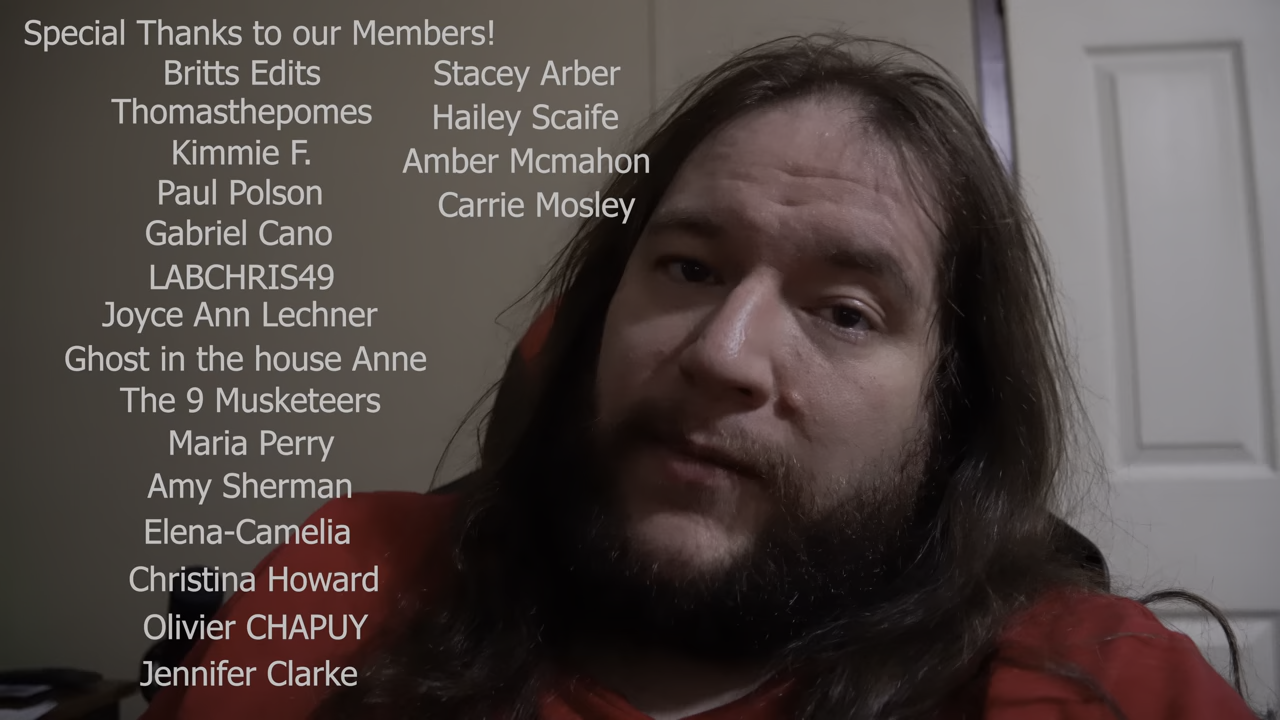 Special Thanks to our Members!
Britts Edits
Thomasthepomes
Kimmie F.
Paul Polson
Gabriel Cano
LABCHRIS49
Joyce Ann Lechner
Ghost in the house Anne
The 9 Musketeers
Maria Perry
Amy Sherman
Elena-Camelia
Christina Howard
Olivier CHAPUY
Jennifer Clarke
Stacey Arber
Hailey Scaife
Amber Mcmahon
Carrie Mosley